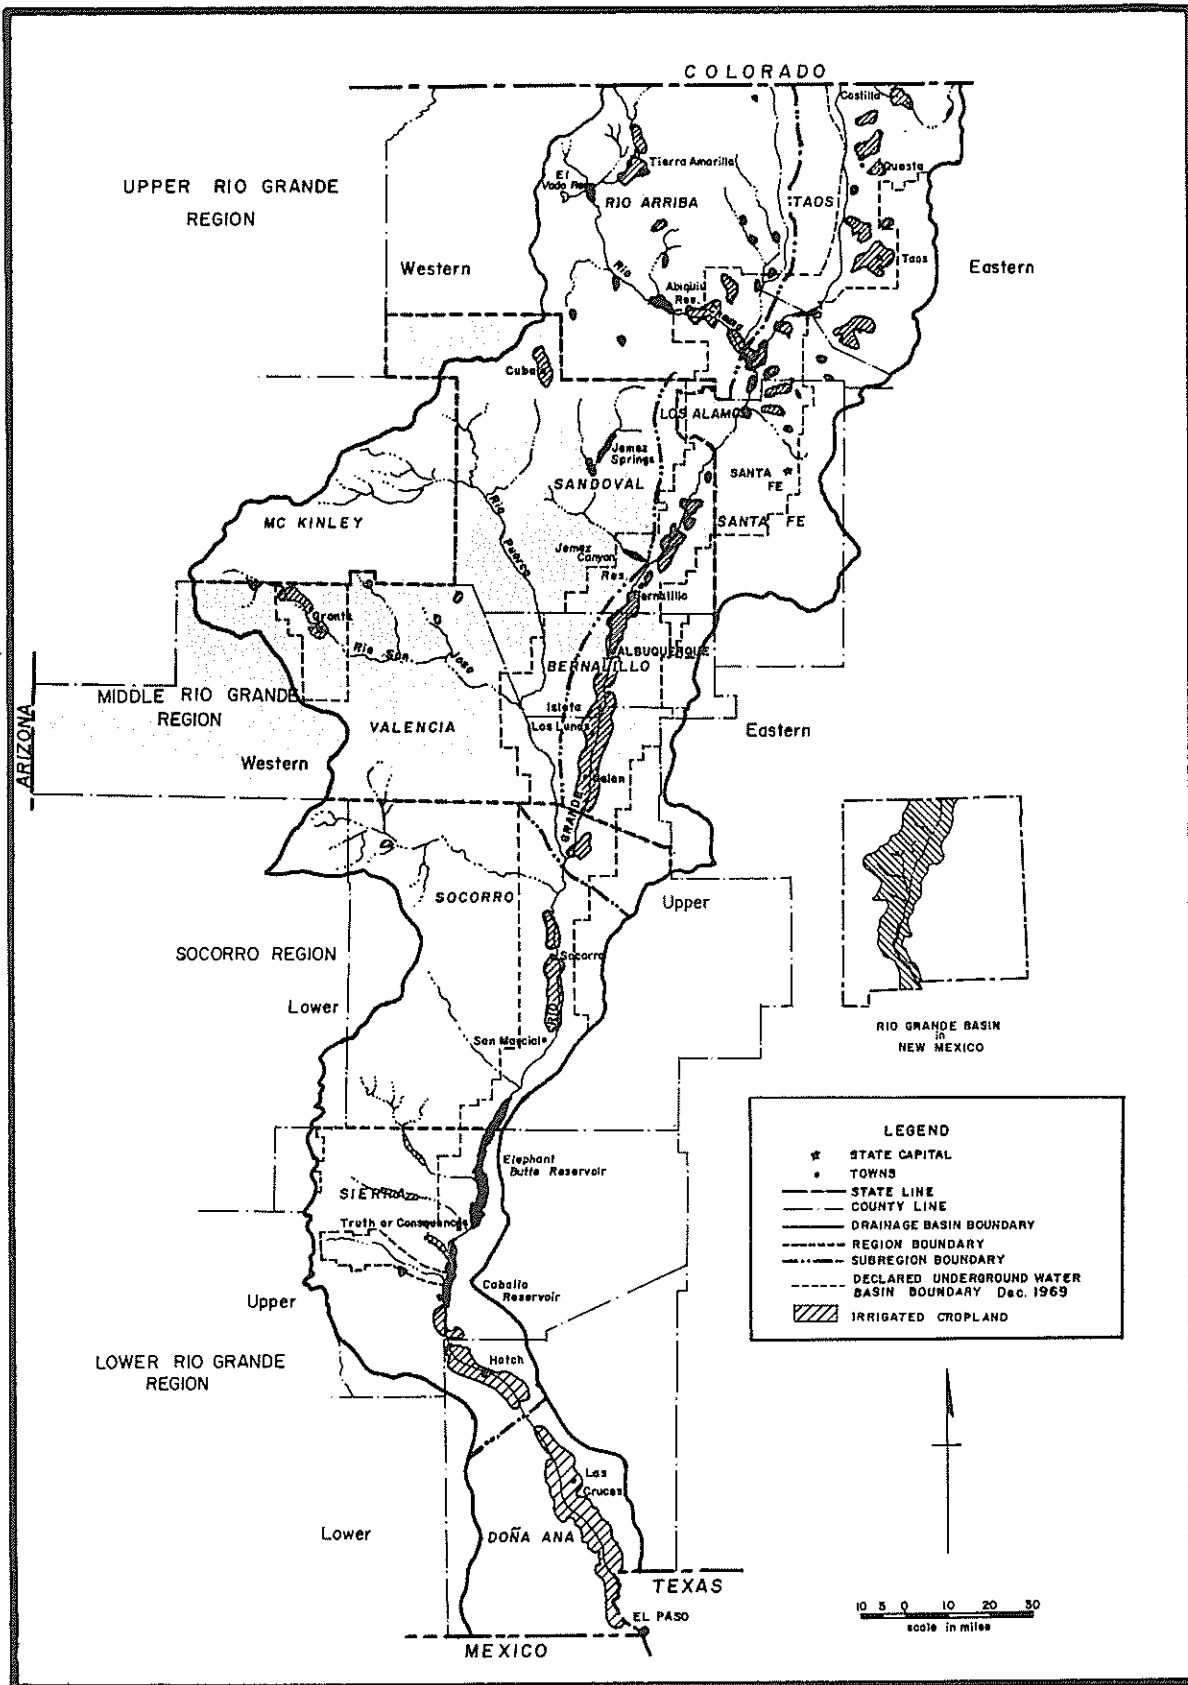 COLORADO
Costilla
Tierra Amarilla
Questa
El
Vado Res.
UPPER RIO GRANDE
REGION
RIO ARRIBA
TAOS
Taos
Western
Eastern
Rio
Abiquiu
Res.
Chama
Cuba
LOS ALAMOS
Jemez
Springs
SANTA
FE
SANDOVAL
Rio
Puerco
MC KINLEY
SANTA FE
Jemez
Canyon
Res.
Bernalillo
Grants
Rio San Jose
ALBUQUERQUE
BERNALILLO
MIDDLE RIO GRANDE
REGION
Isleta
Los Lunas
VALENCIA
ARIZONA
Eastern
Western
Belen
GRANDE
SOCORRO
Upper
SOCORRO REGION
Socorro
Lower
RIO
San Marcial
RIO GRANDE BASIN
in
NEW MEXICO
LEGEND
STATE CAPITAL
TOWNS
STATE LINE
COUNTY LINE
DRAINAGE BASIN BOUNDARY
REGION BOUNDARY
SUBREGION BOUNDARY
DECLARED UNDERGROUND WATER
BASIN BOUNDARY Dec. 1969
IRRIGATED CROPLAND
Elephant
Butte Reservoir
SIERRA
Truth or Consquences
Caballo
Reservoir
Upper
LOWER RIO GRANDE
REGION
Hatch
Las
Cruces
Lower
DOÑA ANA
TEXAS
EL PASO
MEXICO
10 5 0 10 20 30
scale in miles